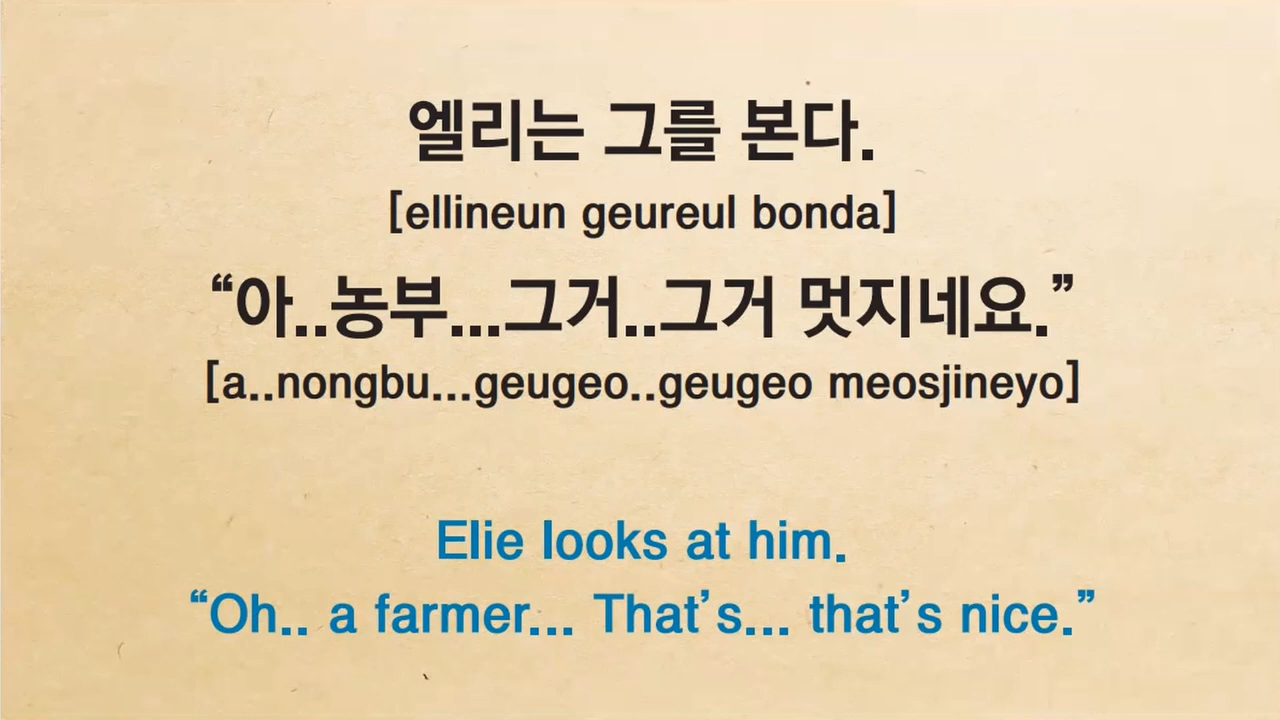 엘리는 그를 본다.
[ellineun geureul bonda]
“아..농부...그거..그거 멋지네요.”
[a..nongbu...geugeo..geugeo meosjineyo]
Elie looks at him.
“Oh.. a farmer... That’s... that’s nice.”